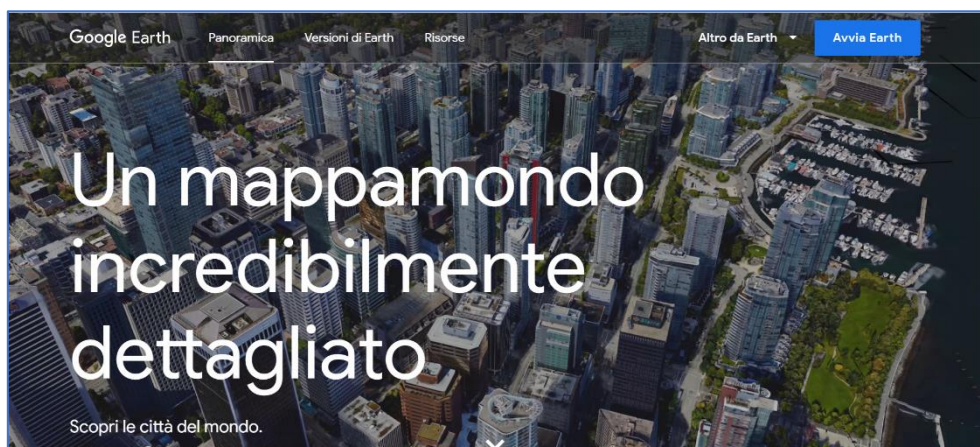 Google Earth Panoramica Versioni di Earth Risorse Altro da Earth Avvia Earth
Un mappamondo
incredibilmente
dettagliato
Scopri le città del mondo.